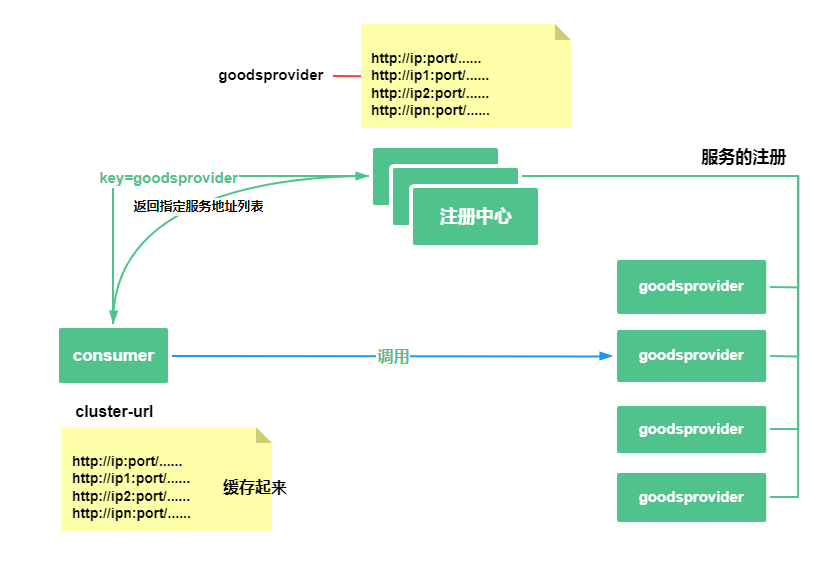 http://ip:port/......
goodsprovider
http://ip1:port/......
http://ip2:port/......
http://ipn:port/......
服务的注册
key=goodsprovider
返回指定服务地址列表
注册中心
goodsprovider
consumer
调用
goodsprovider
cluster-url
goodsprovider
http://ip:port/......
http://ip1:port/......
缓存起来
http://ip2:port/......
http://ipn:port/......
goodsprovider